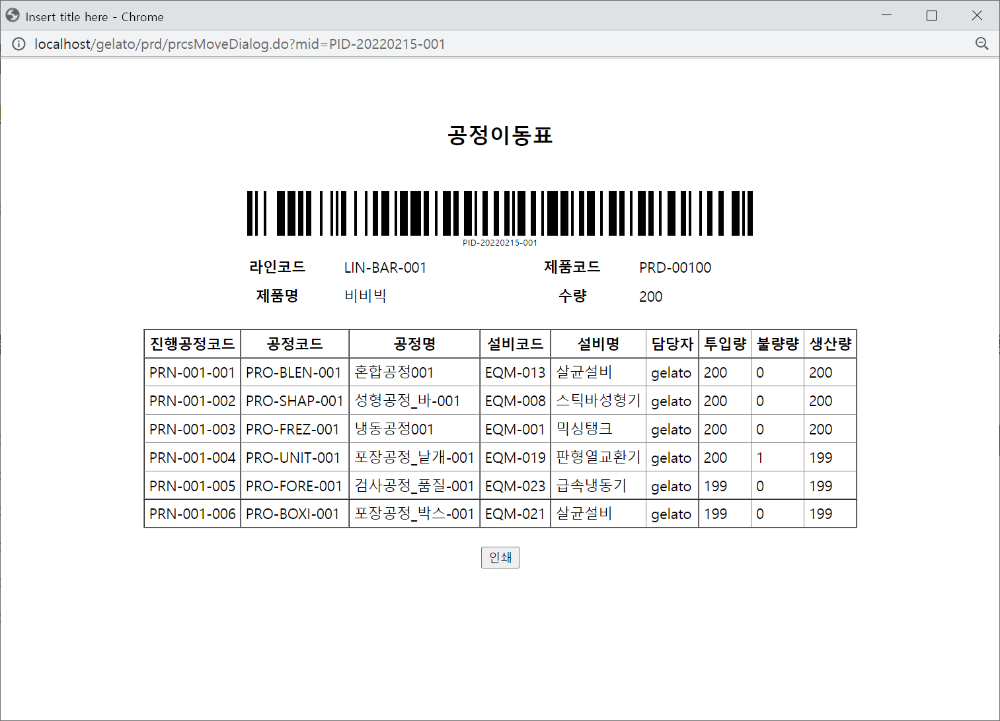 Insert title here - Chrome
localhost/gelato/prd/prcsMoveDialog.do?mid=PID-20220215-001
공정이동표
PID-20220215-001
라인코드 LIN-BAR-001 제품코드 PRD-00100
제품명 비비빅 수량 200
진행공정코드 공정코드 공정명 설비코드 설비명 담당자 투입량 불량량 생산량
PRN-001-001 PRO-BLEN-001 혼합공정001 EQM-013 살균설비 gelato 200 0 200
PRN-001-002 PRO-SHAP-001 성형공정_바-001 EQM-008 스틱바성형기 gelato 200 0 200
PRN-001-003 PRO-FREZ-001 냉동공정001 EQM-001 믹싱탱크 gelato 200 0 200
PRN-001-004 PRO-UNIT-001 포장공정_낱개-001 EQM-019 판형열교환기 gelato 200 1 199
PRN-001-005 PRO-FORE-001 검사공정_품질-001 EQM-023 급속냉동기 gelato 199 0 199
PRN-001-006 PRO-BOXI-001 포장공정_박스-001 EQM-021 살균설비 gelato 199 0 199
인쇄